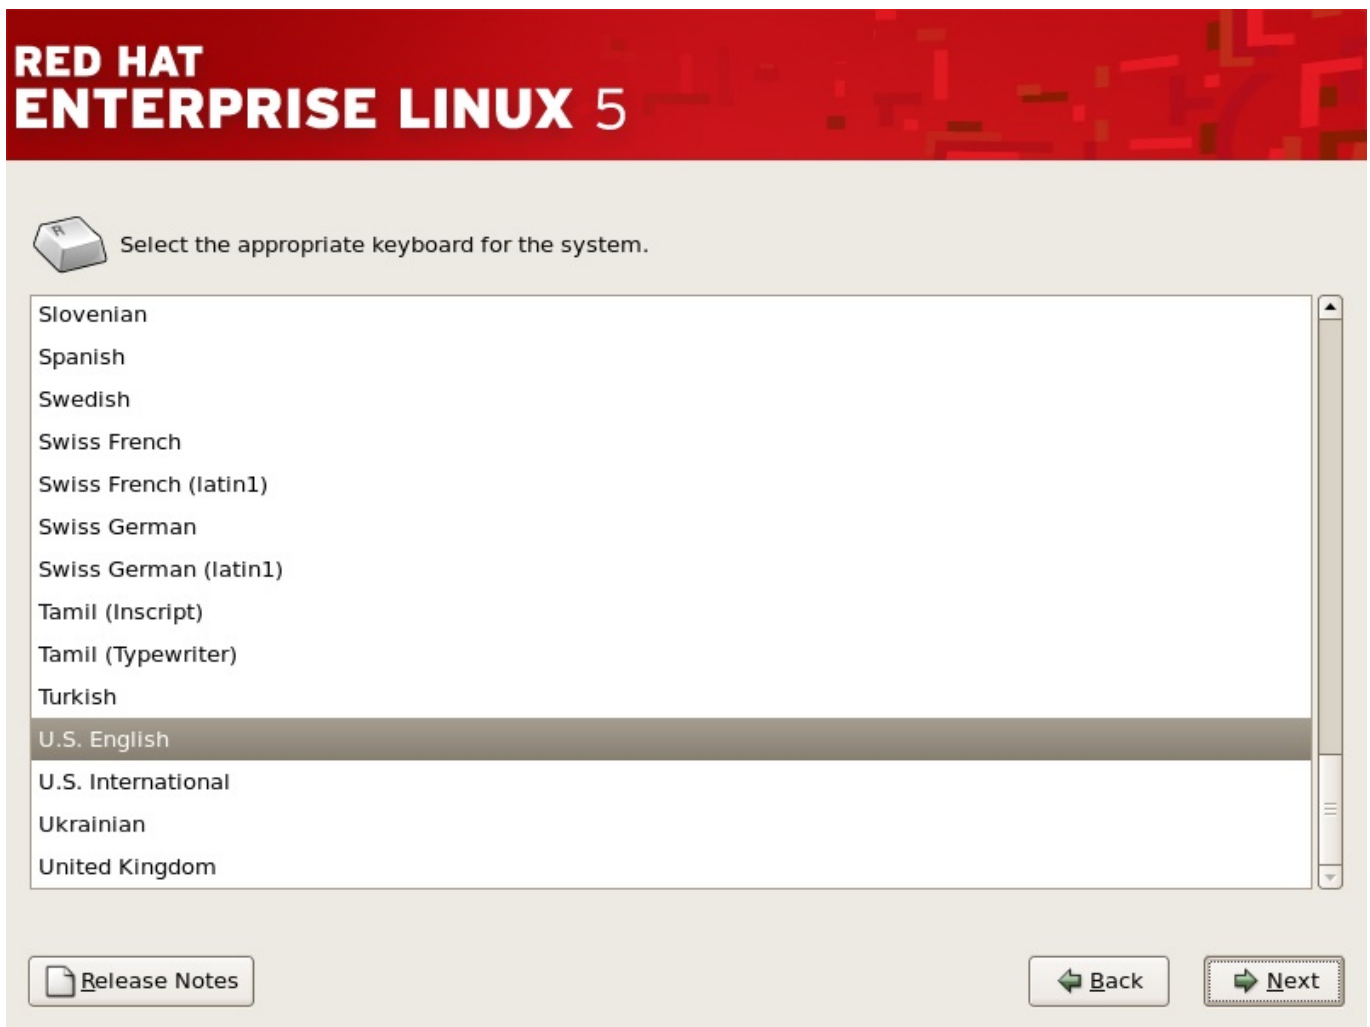 RED HAT
ENTERPRISE LINUX 5
R
Select the appropriate keyboard for the system.
Slovenian
Spanish
Swedish
Swiss French
Swiss French (latin1)
Swiss German
Swiss German (latin1)
Tamil (Inscript)
Tamil (Typewriter)
Turkish
U.S. English
U.S. International
Ukrainian
United Kingdom
Release Notes
Back
Next